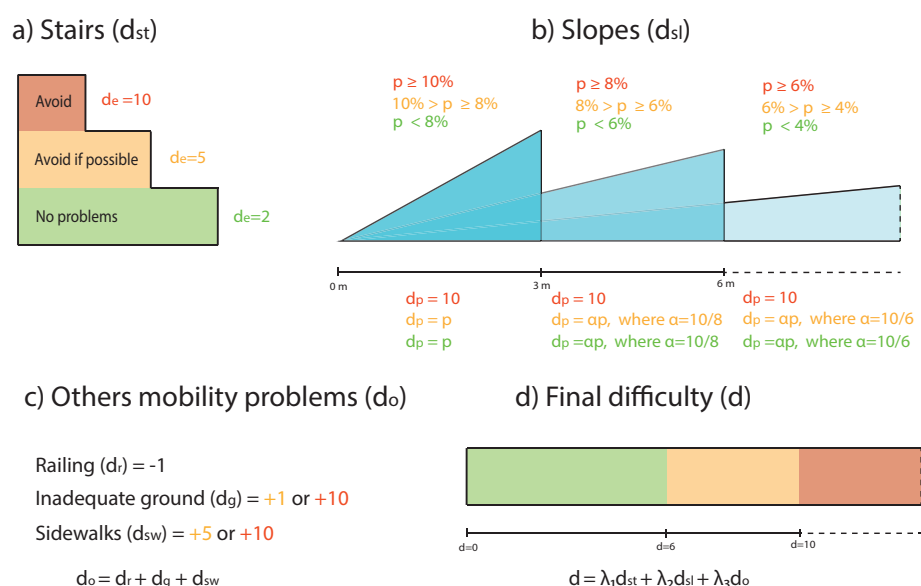 a) Stairs (dst)
Avoid
de=10
Avoid if possible
de=5
No problems
de=2
b) Slopes (dsl)
p ≥ 10%
10% > p ≥ 8%
p < 8%
p ≥ 8%
8% > p ≥ 6%
p < 6%
p ≥ 6%
6% > p ≥ 4%
p < 4%
0 m
3 m
6 m
dp = 10
dp = p
dp = p
dp = 10
dp = αp, where α=10/8
dp =αp, where α=10/8
dp = 10
dp = αp, where α=10/6
dp =αp, where α=10/6
c) Others mobility problems (do)
Railing (dr) = -1
Inadequate ground (dg) = +1 or +10
Sidewalks (dsw) = +5 or +10
do = dr + dg + dsw
d) Final difficulty (d)
d=0
d=6
d=10
d = λ1dst + λ2dsl + λ3do